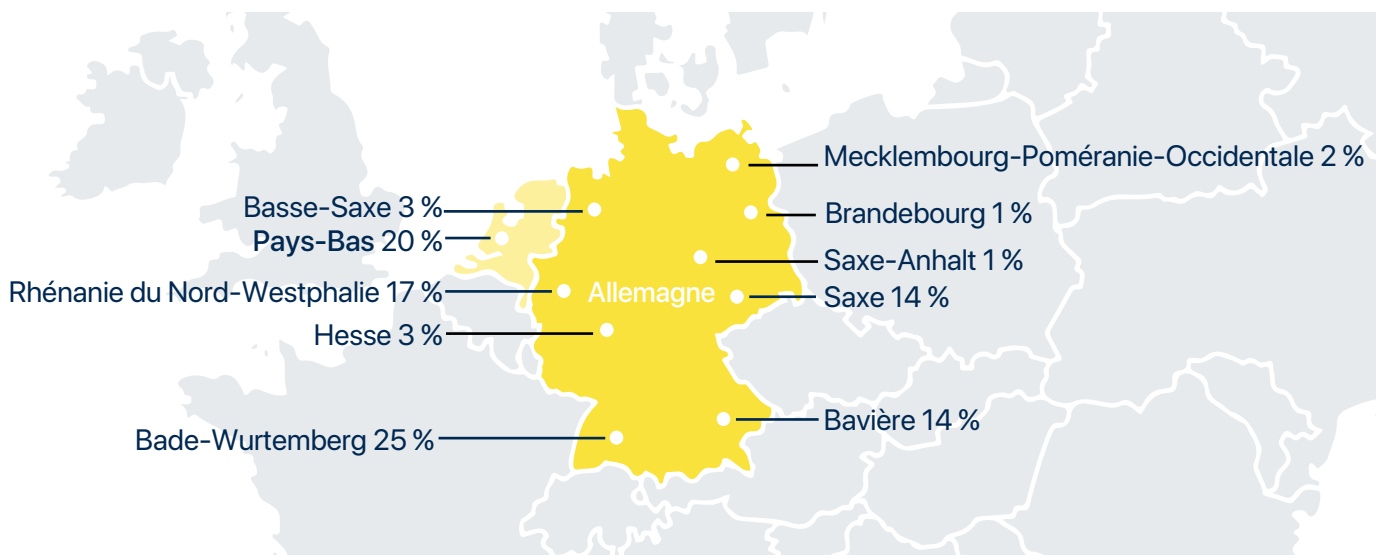 Mecklembourg-Poméranie-Occidentale 2 %
Basse-Saxe 3 %
Brandebourg 1 %
Pays-Bas 20 %
Saxe-Anhalt 1 %
Rhénanie du Nord-Westphalie 17 %
Allemagne
Saxe 14 %
Hesse 3 %
Bavière 14 %
Bade-Wurtemberg 25 %